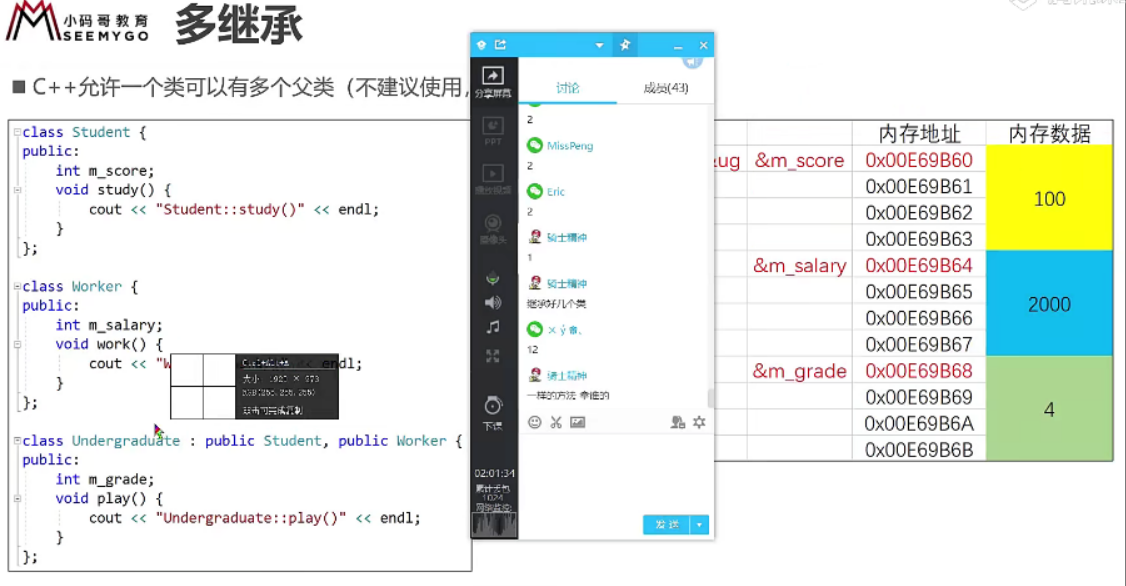 小码哥教育
SEEMYGO
多继承
■ C++允许一个类可以有多个父类（不建议使用，
class Student {
public:
int m_score;
void study() {
cout << "Student::study()" << endl;
}
};
class Worker {
public:
int m_salary;
void work() {
cout << "W
endl;
}
};
class Undergraduate : public Student, public Worker {
public:
int m_grade;
void play() {
cout << "Undergraduate::play()" << endl;
}
};
分享屏幕
PPT
播放视频
摄像头
下课
02:01:34
累计丢包
1024
讨论
成员(43)
2
MissPeng
2
Eric
2
骑士精神
1
骑士精神
继承好几个类
12
骑士精神
一样的方法 拿谁的
发送
内存地址 内存数据
&ug &m_score 0x00E69B60
0x00E69B61
100
0x00E69B62
0x00E69B63
&m_salary 0x00E69B64
0x00E69B65
2000
0x00E69B66
0x00E69B67
&m_grade 0x00E69B68
0x00E69B69
4
0x00E69B6A
0x00E69B6B